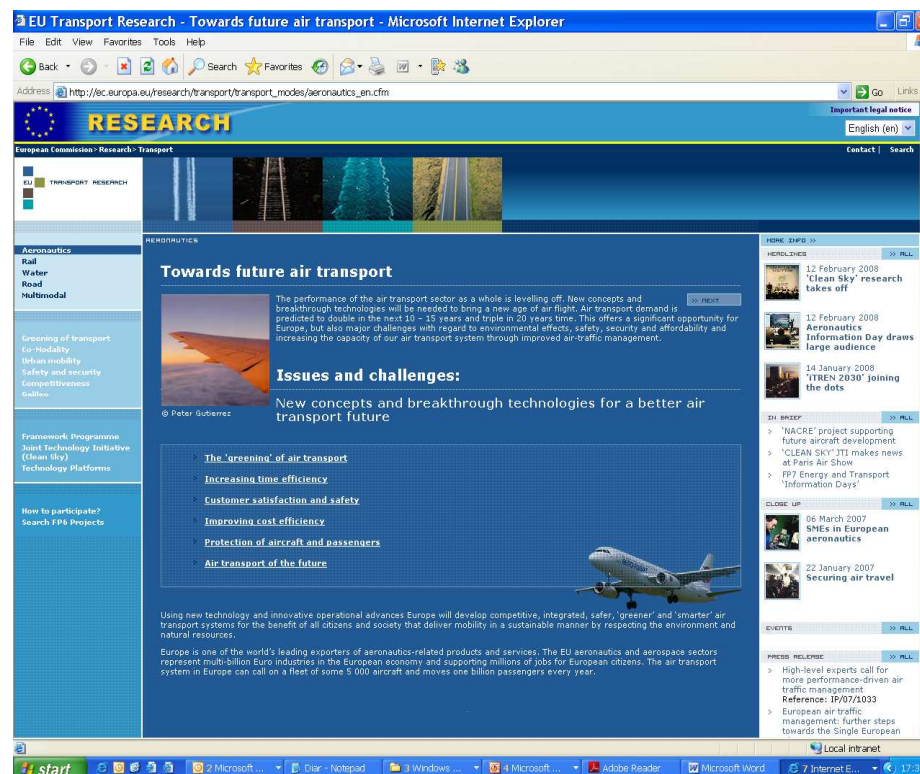 EU Transport Research - Towards future air transport - Microsoft Internet Explorer
File Edit View Favorites Tools Help
Back Search Favorites
Address http://ec.europa.eu/research/transport/transport_modes/aeronautics_en.cfm Go Links
Important legal notice
RESEARCH
English (en)
European Commission > Research > Transport Contact | Search
EU TRANSPORT RESEARCH
Aeronautics
Rail
Water
Road
Multimodal
Greening of transport
Co-Modality
Urban mobility
Safety and security
Competitiveness
Galileo
Framework Programme
Joint Technology Initiative
(Clean Sky)
Technology Platforms
How to participate?
Search FP6 Projects
AERONAUTICS
Towards future air transport
>> NEXT
The performance of the air transport sector as a whole is levelling off. New concepts and
breakthrough technologies will be needed to bring a new age of air flight. Air transport demand is
predicted to double in the next 10 - 15 years and triple in 20 years time. This offers a significant opportunity for
Europe, but also major challenges with regard to environmental effects, safety, security and affordability and
increasing the capacity of our air transport system through improved air-traffic management.
© Peter Gutierrez
Issues and challenges:
New concepts and breakthrough technologies for a better air
transport future
The 'greening' of air transport
Increasing time efficiency
Customer satisfaction and safety
Improving cost efficiency
Protection of aircraft and passengers
Air transport of the future
Using new technology and innovative operational advances Europe will develop competitive, integrated, safer, 'greener' and 'smarter' air
transport systems for the benefit of all citizens and society that deliver mobility in a sustainable manner by respecting the environment and
natural resources.
Europe is one of the world's leading exporters of aeronautics-related products and services. The EU aeronautics and aerospace sectors
represent multi-billion Euro industries in the European economy and supporting millions of jobs for European citizens. The air transport
system in Europe can call on a fleet of some 5 000 aircraft and moves one billion passengers every year.
MORE INFO >>
HEADLINES >> ALL
12 February 2008
'Clean Sky' research
takes off
12 February 2008
Aeronautics
Information Day draws
large audience
14 January 2008
'iTREN 2030' joining
the dots
IN BRIEF >> ALL
> 'NACRE' project supporting
future aircraft development
> 'CLEAN SKY' JTI makes news
at Paris Air Show
> FP7 Energy and Transport
'Information Days'
CLOSE UP >> ALL
06 March 2007
SMEs in European
aeronautics
22 January 2007
Securing air travel
EVENTS >> ALL
PRESS RELEASE >> ALL
> High-level experts call for
more performance-driven air
traffic management
Reference: IP/07/1033
> European air traffic
management: further steps
towards the Single European
Local intranet
start 2 Microsoft ... Diar - Notepad 3 Windows ... 4 Microsoft ... Adobe Reader Microsoft Word 7 Internet E...